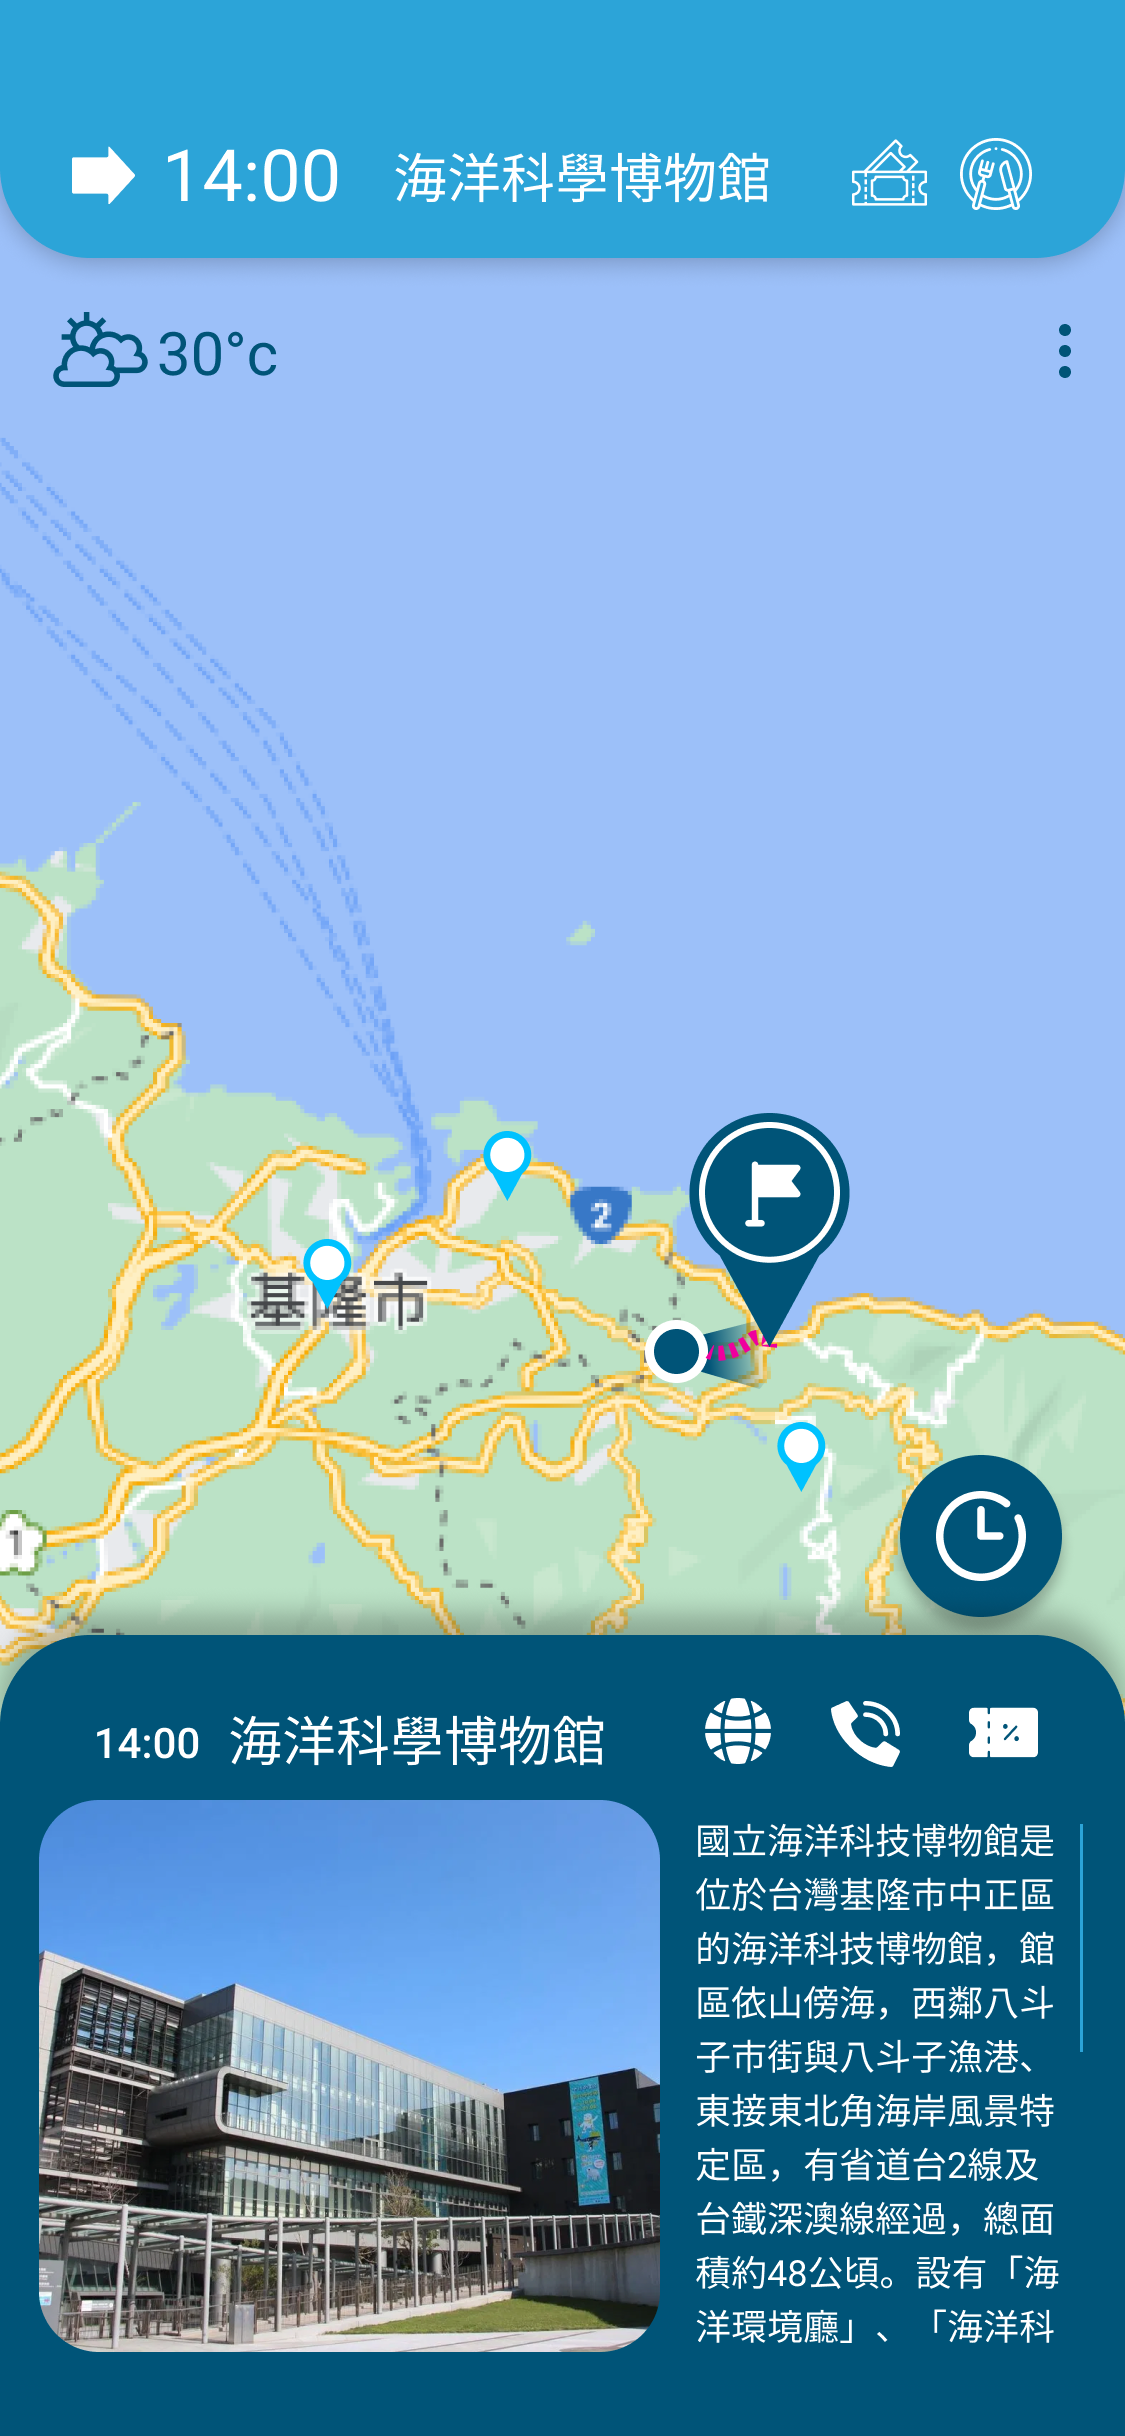 14:00 海洋科學博物館
30°c
2
基隆市
1
14:00 海洋科學博物館
國立海洋科技博物館是
位於台灣基隆市中正區
的海洋科技博物館，館
區依山傍海，西鄰八斗
子市街與八斗子漁港、
東接東北角海岸風景特
定區，有省道台2線及
台鐵深澳線經過，總面
積約48公頃。設有「海
洋環境廳」、「海洋科